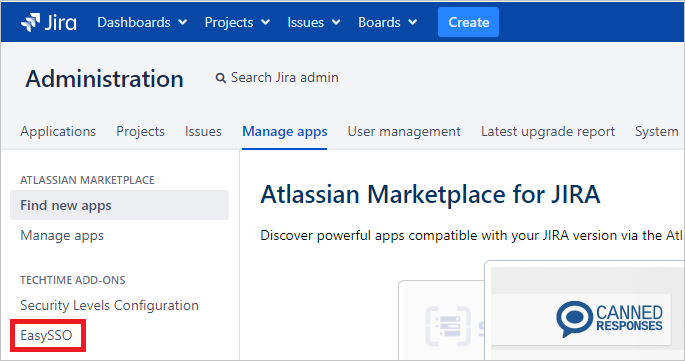 Jira Dashboards Projects Issues Boards Create
Administration Search Jira admin
Applications Projects Issues Manage apps User management Latest upgrade report System
ATLASSIAN MARKETPLACE
Find new apps
Manage apps
TECHTIME ADD-ONS
Security Levels Configuration
EasySSO
Atlassian Marketplace for JIRA
Discover powerful apps compatible with your JIRA version via the Atla
CANNED
RESPONSES